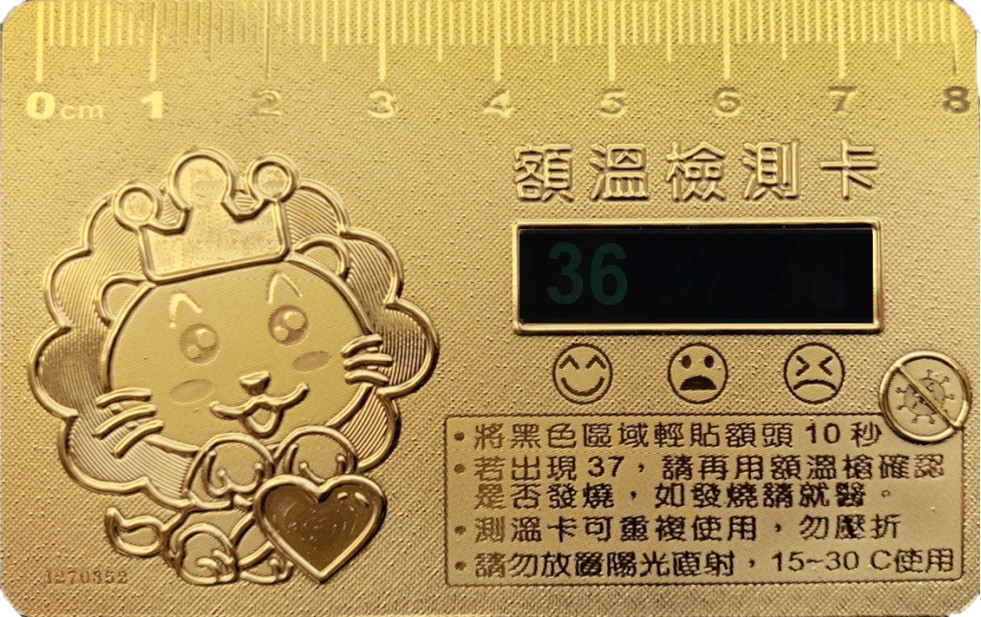 0cm 1 2 3 4 5 6 7 8
額溫檢測卡
36 37 38
• 將黑色區域輕貼額頭 10 秒
• 若出現 37，請再用額溫槍確認
是否發燒，如發燒請就醫。
• 測溫卡可重複使用，勿壓折
• 請勿放置陽光直射，15~30 C使用
1270352